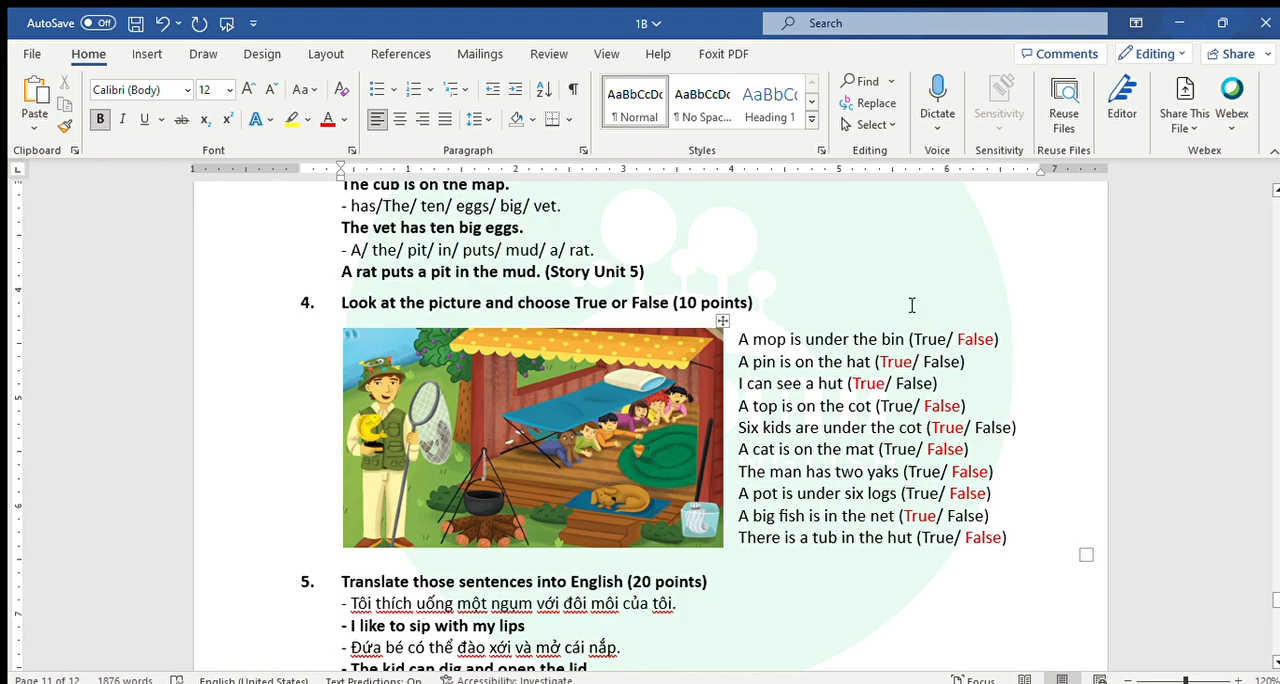 AutoSave Off 1B Search
File Home Insert Draw Design Layout References Mailings Review View Help Foxit PDF Comments Editing Share
Paste Calibri (Body) 12 Aa AaBbCcDc AaBbCcDc AaBbC Find Replace Select Dictate Sensitivity Reuse Files Editor Share This File Webex
¶ Normal ¶ No Spac... Heading 1
Clipboard Font Paragraph Styles Editing Voice Sensitivity Reuse Files Webex
1 1 2 3 4 5 6 7
The cub is on the map.
- has/The/ ten/ eggs/ big/ vet.
The vet has ten big eggs.
- A/ the/ pit/ in/ puts/ mud/ a/ rat.
A rat puts a pit in the mud. (Story Unit 5)
4. Look at the picture and choose True or False (10 points)
A mop is under the bin (True/ False)
A pin is on the hat (True/ False)
I can see a hut (True/ False)
A top is on the cot (True/ False)
Six kids are under the cot (True/ False)
A cat is on the mat (True/ False)
The man has two yaks (True/ False)
A pot is under six logs (True/ False)
A big fish is in the net (True/ False)
There is a tub in the hut (True/ False)
5. Translate those sentences into English (20 points)
- Tôi thích uống một ngụm với đôi môi của tôi.
- I like to sip with my lips
- Đứa bé có thể đào xới và mở cái nắp.
- The kid can dig and open the lid
Page 11 of 12 1876 words English (United States) Text Predictions: On Accessibility: Investigate Focus 120%